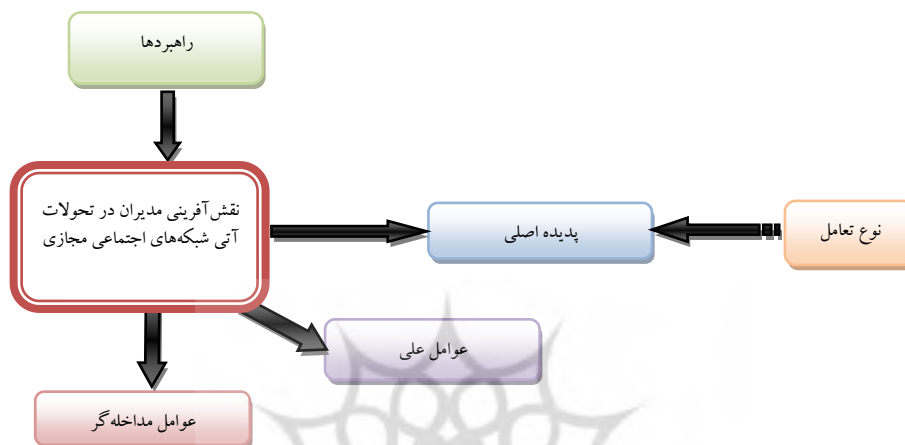 راهبردها
نقش‌آفرینی مدیران در تحولات
آتی شبکه‌های اجتماعی مجازی
پدیده اصلی
نوع تعامل
عوامل علی
عوامل مداخله‌گر